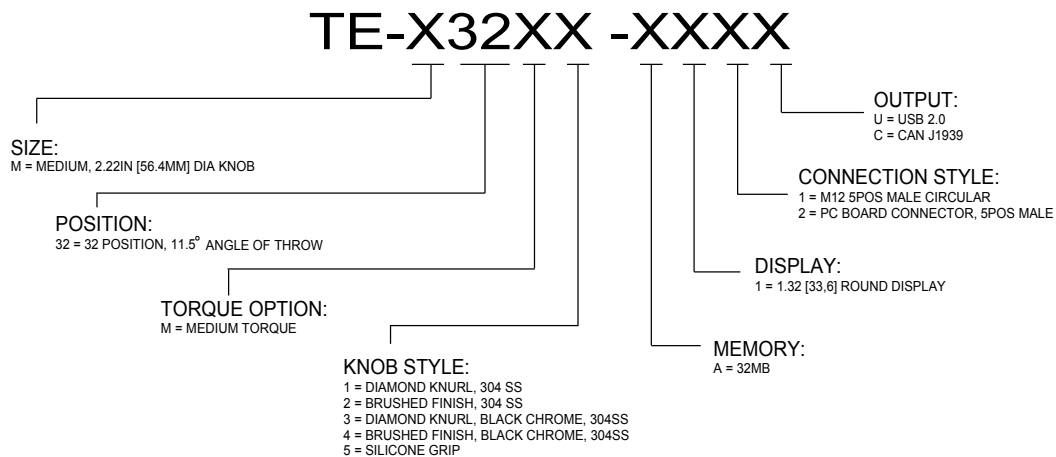 TE-X32XX -XXXX
SIZE:
M = MEDIUM, 2.22IN [56.4MM] DIA KNOB
POSITION:
32 = 32 POSITION, 11.5° ANGLE OF THROW
TORQUE OPTION:
M = MEDIUM TORQUE
KNOB STYLE:
1 = DIAMOND KNURL, 304 SS
2 = BRUSHED FINISH, 304 SS
3 = DIAMOND KNURL, BLACK CHROME, 304SS
4 = BRUSHED FINISH, BLACK CHROME, 304SS
5 = SILICONE GRIP
MEMORY:
A = 32MB
DISPLAY:
1 = 1.32 [33,6] ROUND DISPLAY
CONNECTION STYLE:
1 = M12 5POS MALE CIRCULAR
2 = PC BOARD CONNECTOR, 5POS MALE
OUTPUT:
U = USB 2.0
C = CAN J1939